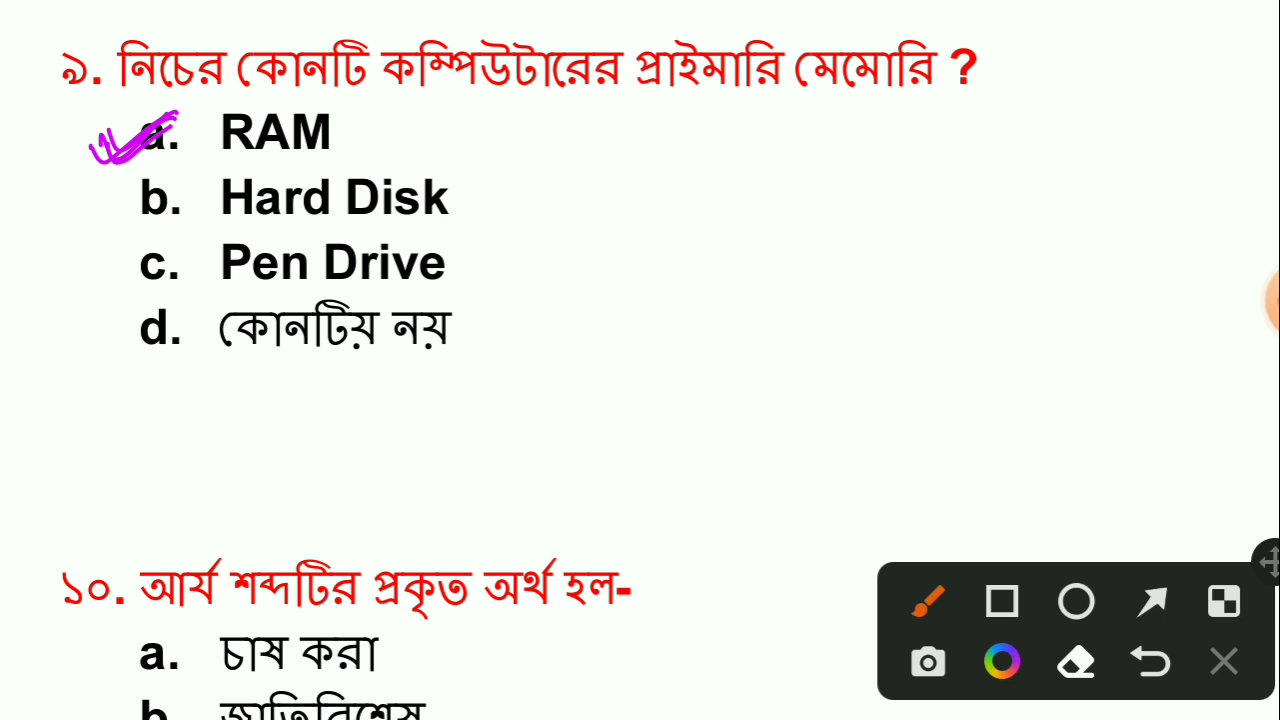 ৯. নিচের কোনটি কম্পিউটারের প্রাইমারি মেমোরি ?
a. RAM
b. Hard Disk
c. Pen Drive
d. কোনটিয় নয়
১০. আর্য শব্দটির প্রকৃত অর্থ হল-
a. চাষ করা
b. জাতিবিশেষ